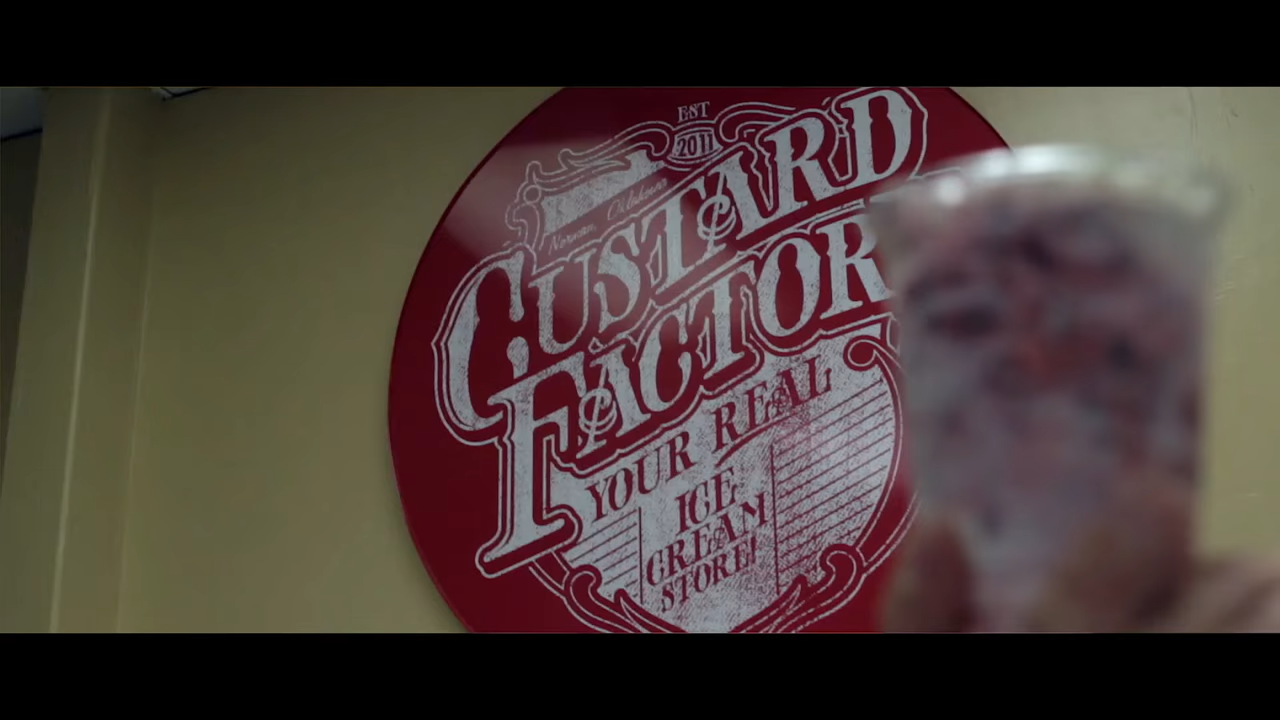 EST
2011
Norman, Oklahoma
CUSTARD
FACTOR
YOUR REAL
ICE
CREAM
STORE!